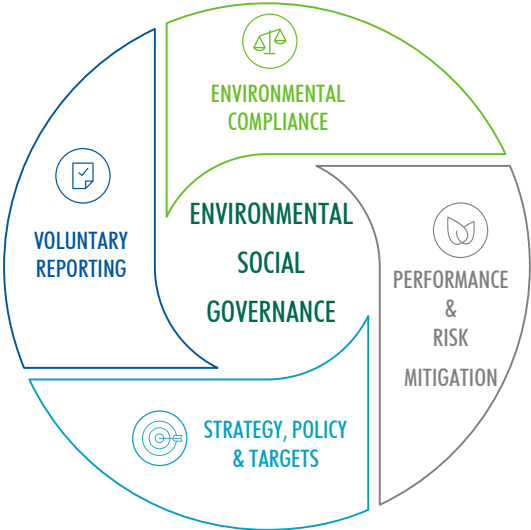 ENVIRONMENTAL
COMPLIANCE
VOLUNTARY
REPORTING
ENVIRONMENTAL
SOCIAL
GOVERNANCE
PERFORMANCE
&
RISK
MITIGATION
STRATEGY, POLICY
& TARGETS